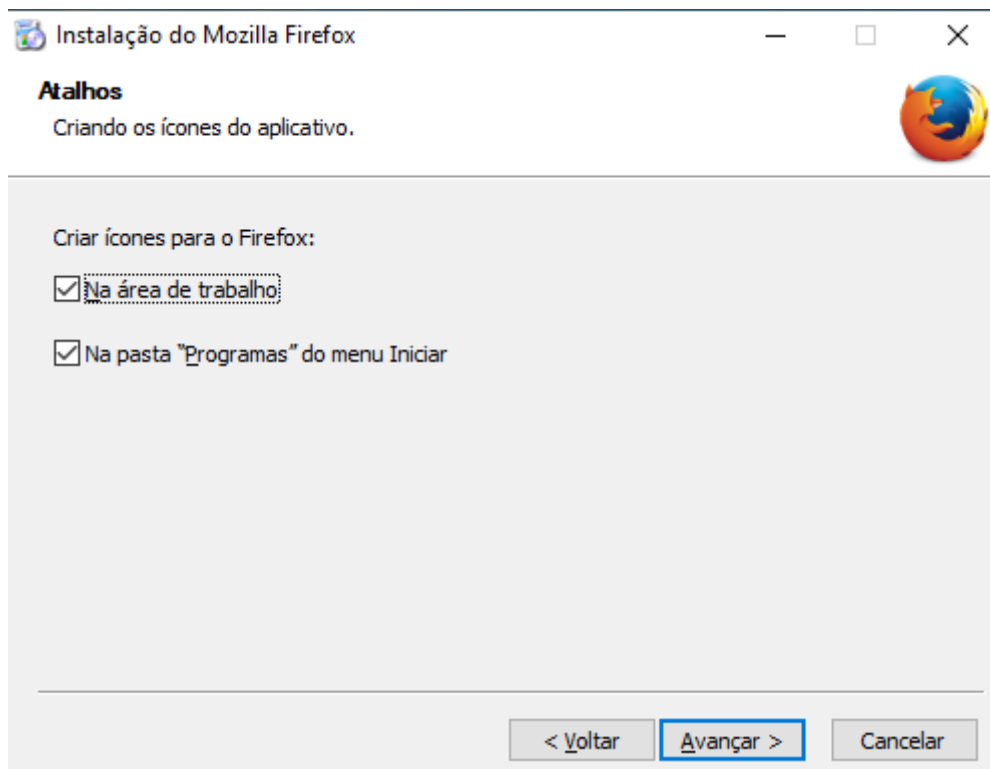 Instalação do Mozilla Firefox
Atalhos
Criando os ícones do aplicativo.
Criar ícones para o Firefox:
Na área de trabalho
Na pasta “Programas” do menu Iniciar
< Voltar
Avançar >
Cancelar